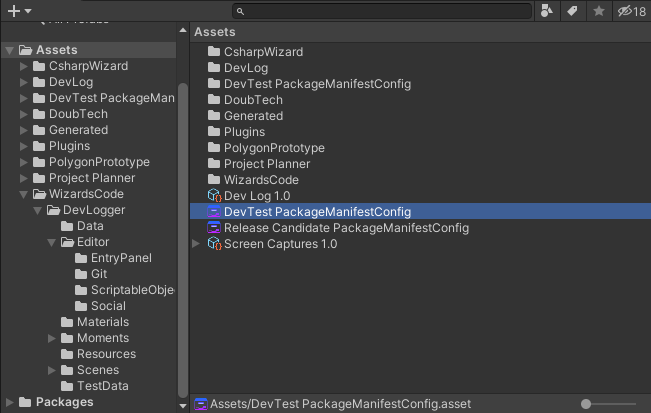 18
Assets
CsharpWizard
DevLog
DevTest PackageMan
DoubTech
Generated
Plugins
PolygonPrototype
Project Planner
WizardsCode
DevLogger
Data
Editor
EntryPanel
Git
ScriptableObje
Social
Materials
Moments
Resources
Scenes
TestData
Packages
Assets
CsharpWizard
DevLog
DevTest PackageManifestConfig
DoubTech
Generated
Plugins
PolygonPrototype
Project Planner
WizardsCode
Dev Log 1.0
DevTest PackageManifestConfig
Release Candidate PackageManifestConfig
Screen Captures 1.0
Assets/DevTest PackageManifestConfig.asset